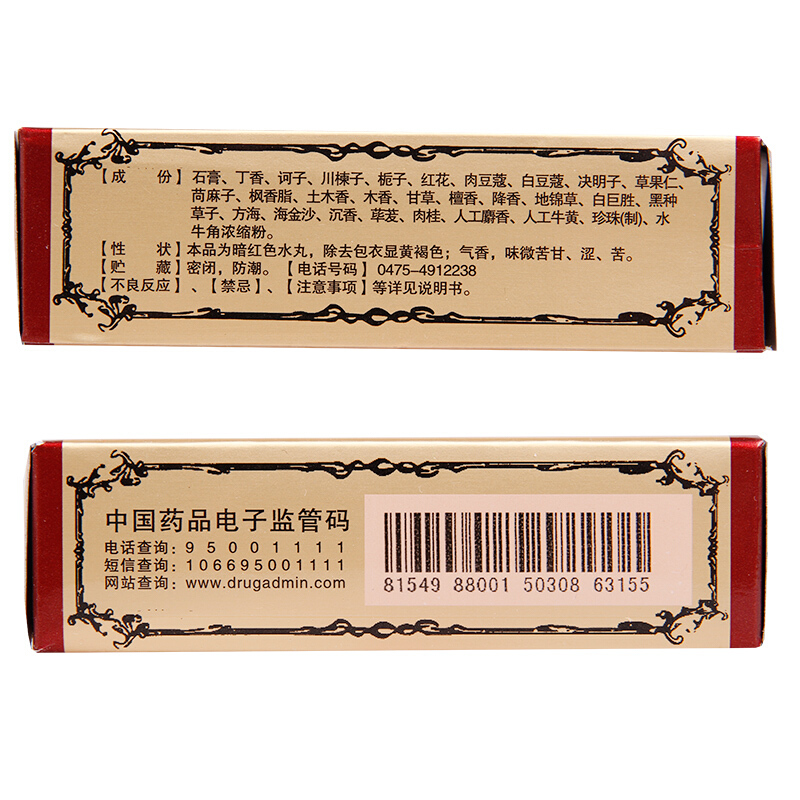 【成　份】石膏、丁香、诃子、川楝子、栀子、红花、肉豆蔻、白豆蔻、决明子、草果仁、
苘麻子、枫香脂、土木香、木香、甘草、檀香、降香、地锦草、白巨胜、黑种
草子、方海、海金沙、沉香、荜茇、肉桂、人工麝香、人工牛黄、珍珠(制)、水
牛角浓缩粉。
【性　状】本品为暗红色水丸，除去包衣显黄褐色；气香，味微苦甘、涩、苦。
【贮　藏】密闭，防潮。【电话号码】0475-4912238
【不良反应】、【禁忌】、【注意事项】等详见说明书。
中国药品电子监管码
电话查询：95001111
短信查询：106695001111
网站查询：www.drugadmin.com
81549 88001 50308 63155